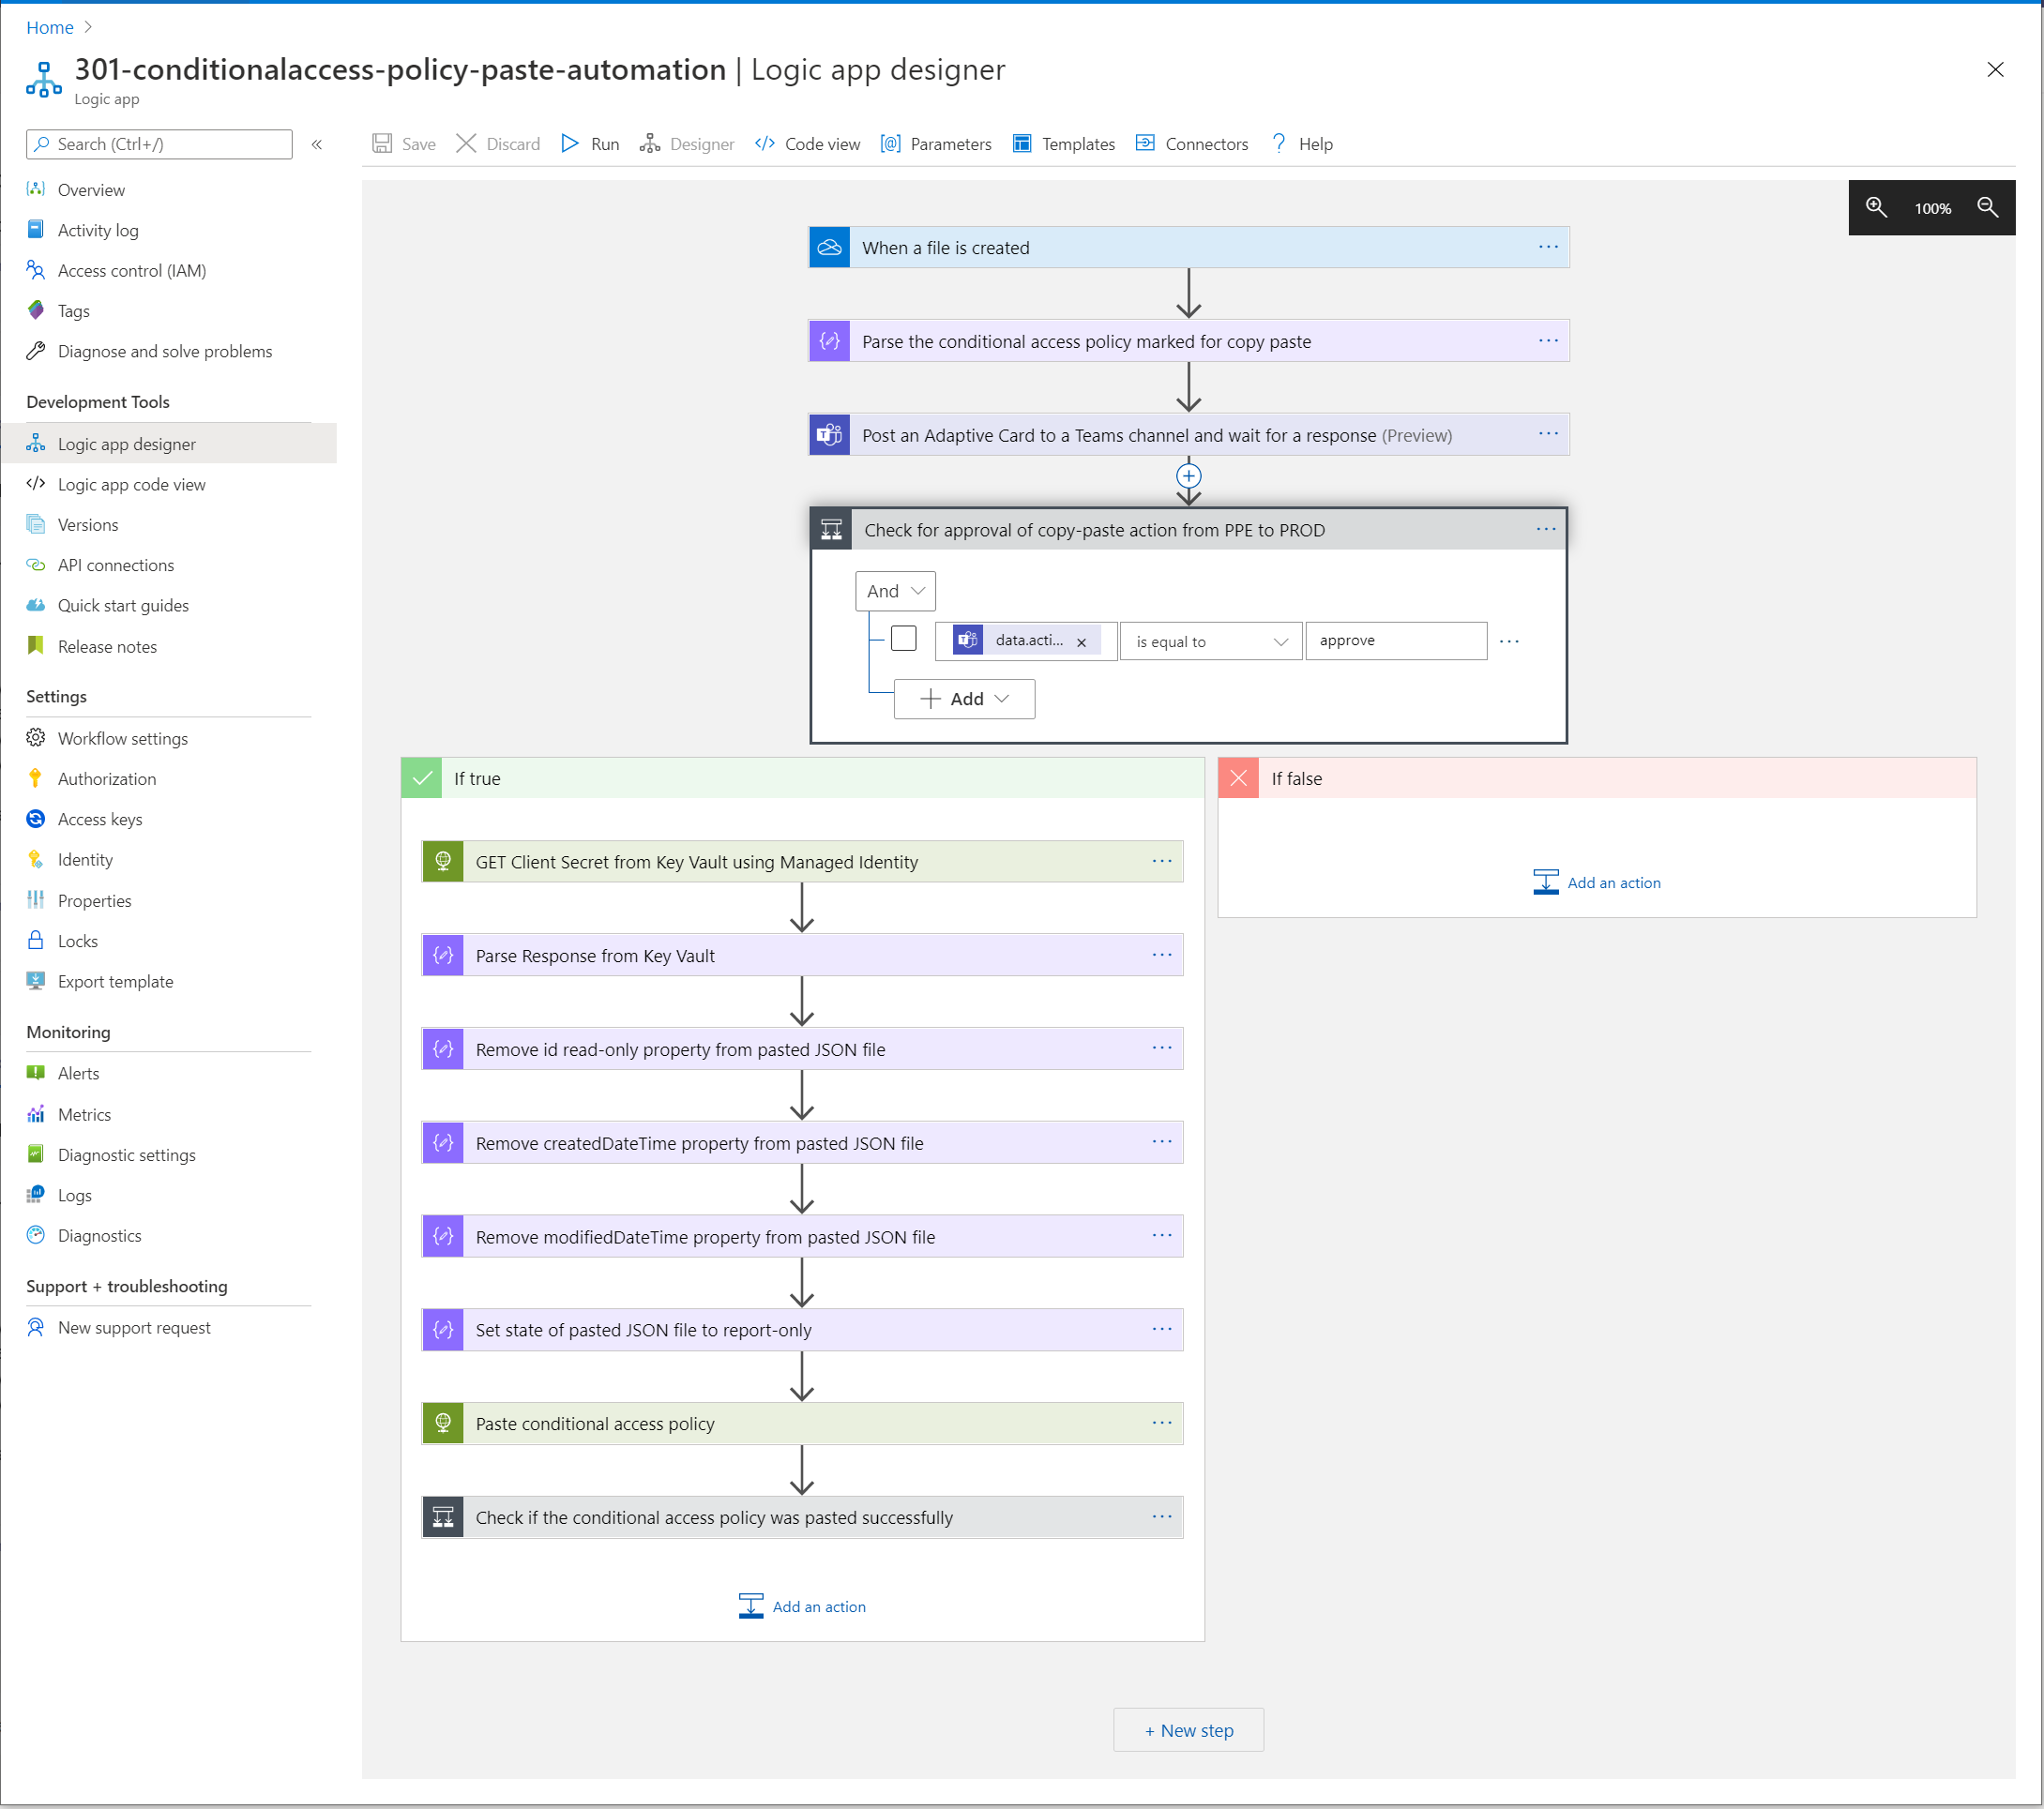 Home
301-conditionalaccess-policy-paste-automation | Logic app designer
Logic app
Search (Ctrl+/)
Overview
Activity log
Access control (IAM)
Tags
Diagnose and solve problems
Development Tools
Logic app designer
Logic app code view
Versions
API connections
Quick start guides
Release notes
Settings
Workflow settings
Authorization
Access keys
Identity
Properties
Locks
Export template
Monitoring
Alerts
Metrics
Diagnostic settings
Logs
Diagnostics
Support + troubleshooting
New support request
Save Discard Run Designer Code view Parameters Templates Connectors Help
100%
When a file is created
Parse the conditional access policy marked for copy paste
Post an Adaptive Card to a Teams channel and wait for a response (Preview)
Check for approval of copy-paste action from PPE to PROD
And
data.acti... is equal to approve
Add
If true
GET Client Secret from Key Vault using Managed Identity
Parse Response from Key Vault
Remove id read-only property from pasted JSON file
Remove createdDateTime property from pasted JSON file
Remove modifiedDateTime property from pasted JSON file
Set state of pasted JSON file to report-only
Paste conditional access policy
Check if the conditional access policy was pasted successfully
Add an action
If false
Add an action
+ New step